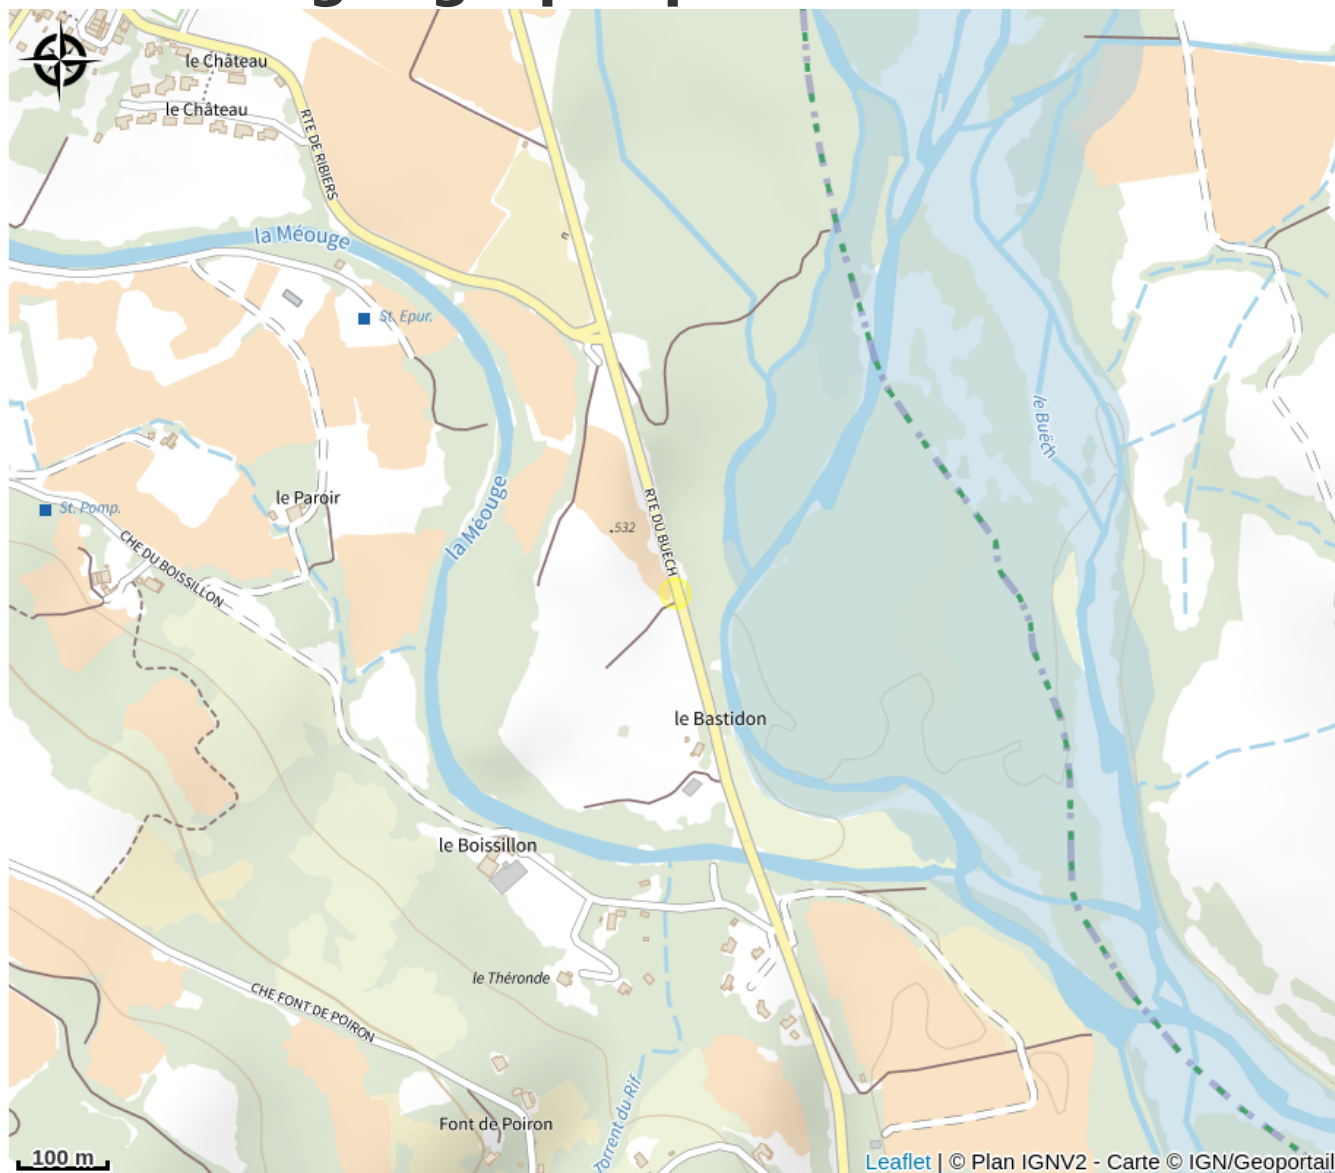 le Château
le Château
RTE DE RIBIERS
la Méouge
St. Epur.
le Buëch
la Méouge
le Paroir
St. Pomp.
RTE DU BUECH
.532
CHE DU BOISSILLON
le Bastidon
le Boissillon
le Théronde
CHE FONT DE POIRON
Font de Poiron
Torrent du Rif
100 m
Leaflet | © Plan IGNV2 - Carte © IGN/Geoportail